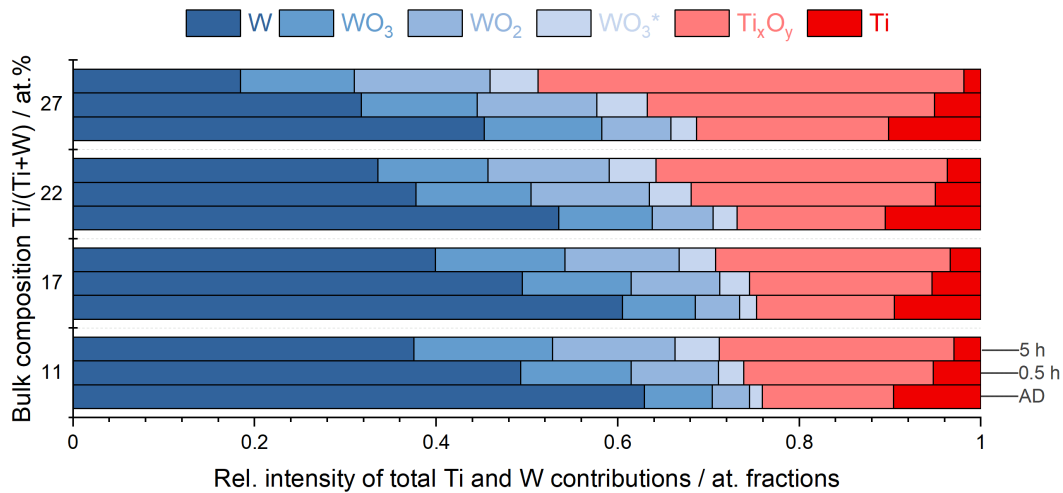 W WO₃ WO₂ WO₃* TiₓOᵧ Ti
Bulk composition Ti/(Ti+W) / at.%
27
22
17
11
5 h
0.5 h
AD
0 0.2 0.4 0.6 0.8 1
Rel. intensity of total Ti and W contributions / at. fractions